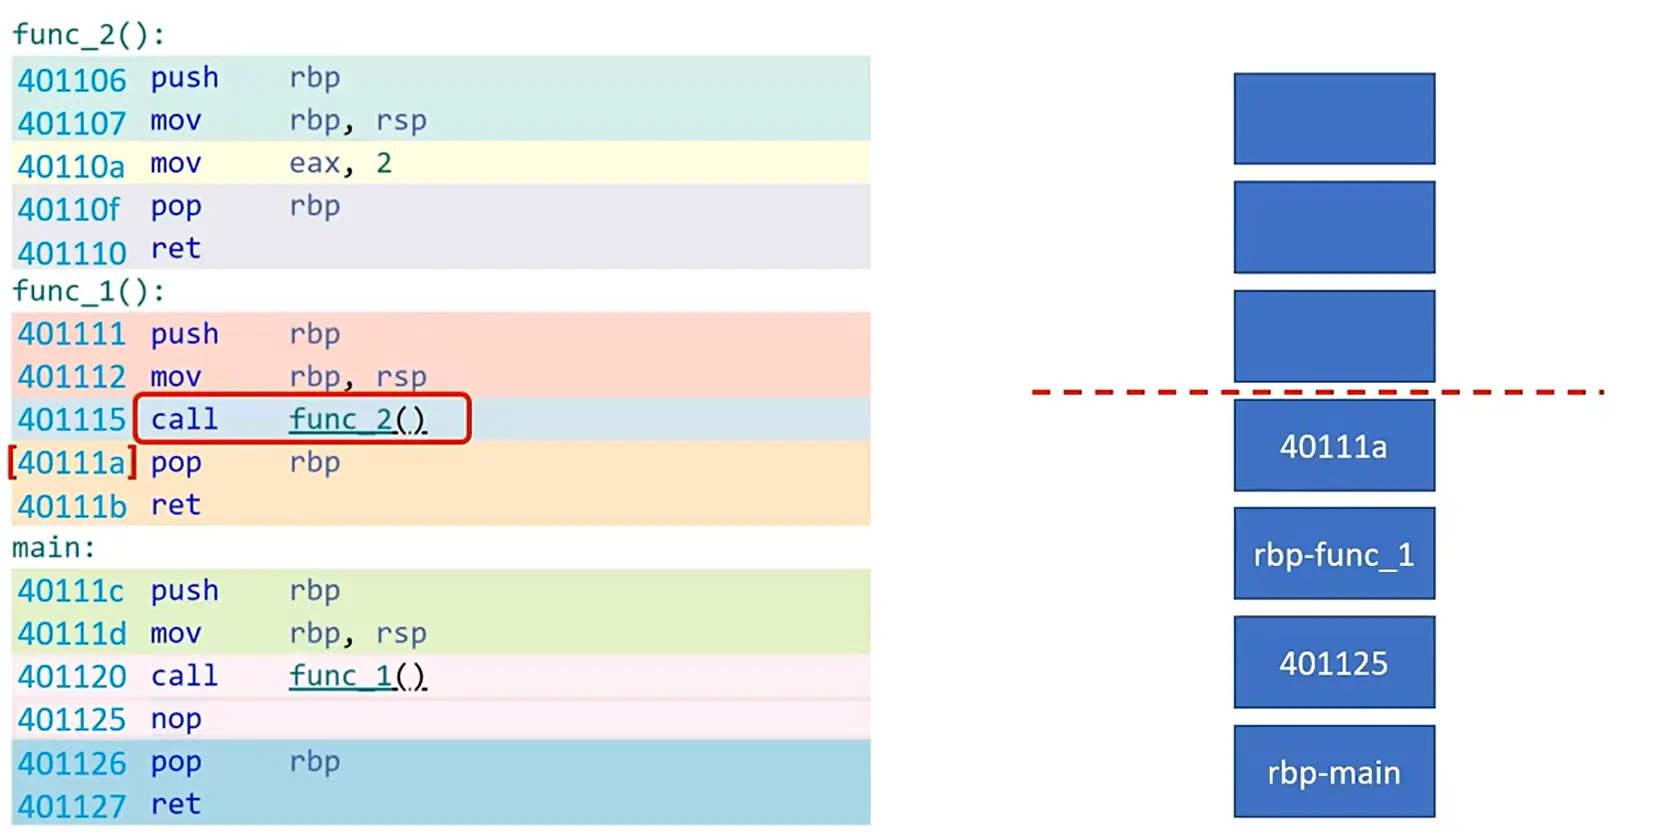 func_2():
401106 push rbp
401107 mov rbp, rsp
40110a mov eax, 2
40110f pop rbp
401110 ret
func_1():
401111 push rbp
401112 mov rbp, rsp
401115 call func_2()
[40111a] pop rbp
40111b ret
main:
40111c push rbp
40111d mov rbp, rsp
401120 call func_1()
401125 nop
401126 pop rbp
401127 ret
40111a
rbp-func_1
401125
rbp-main